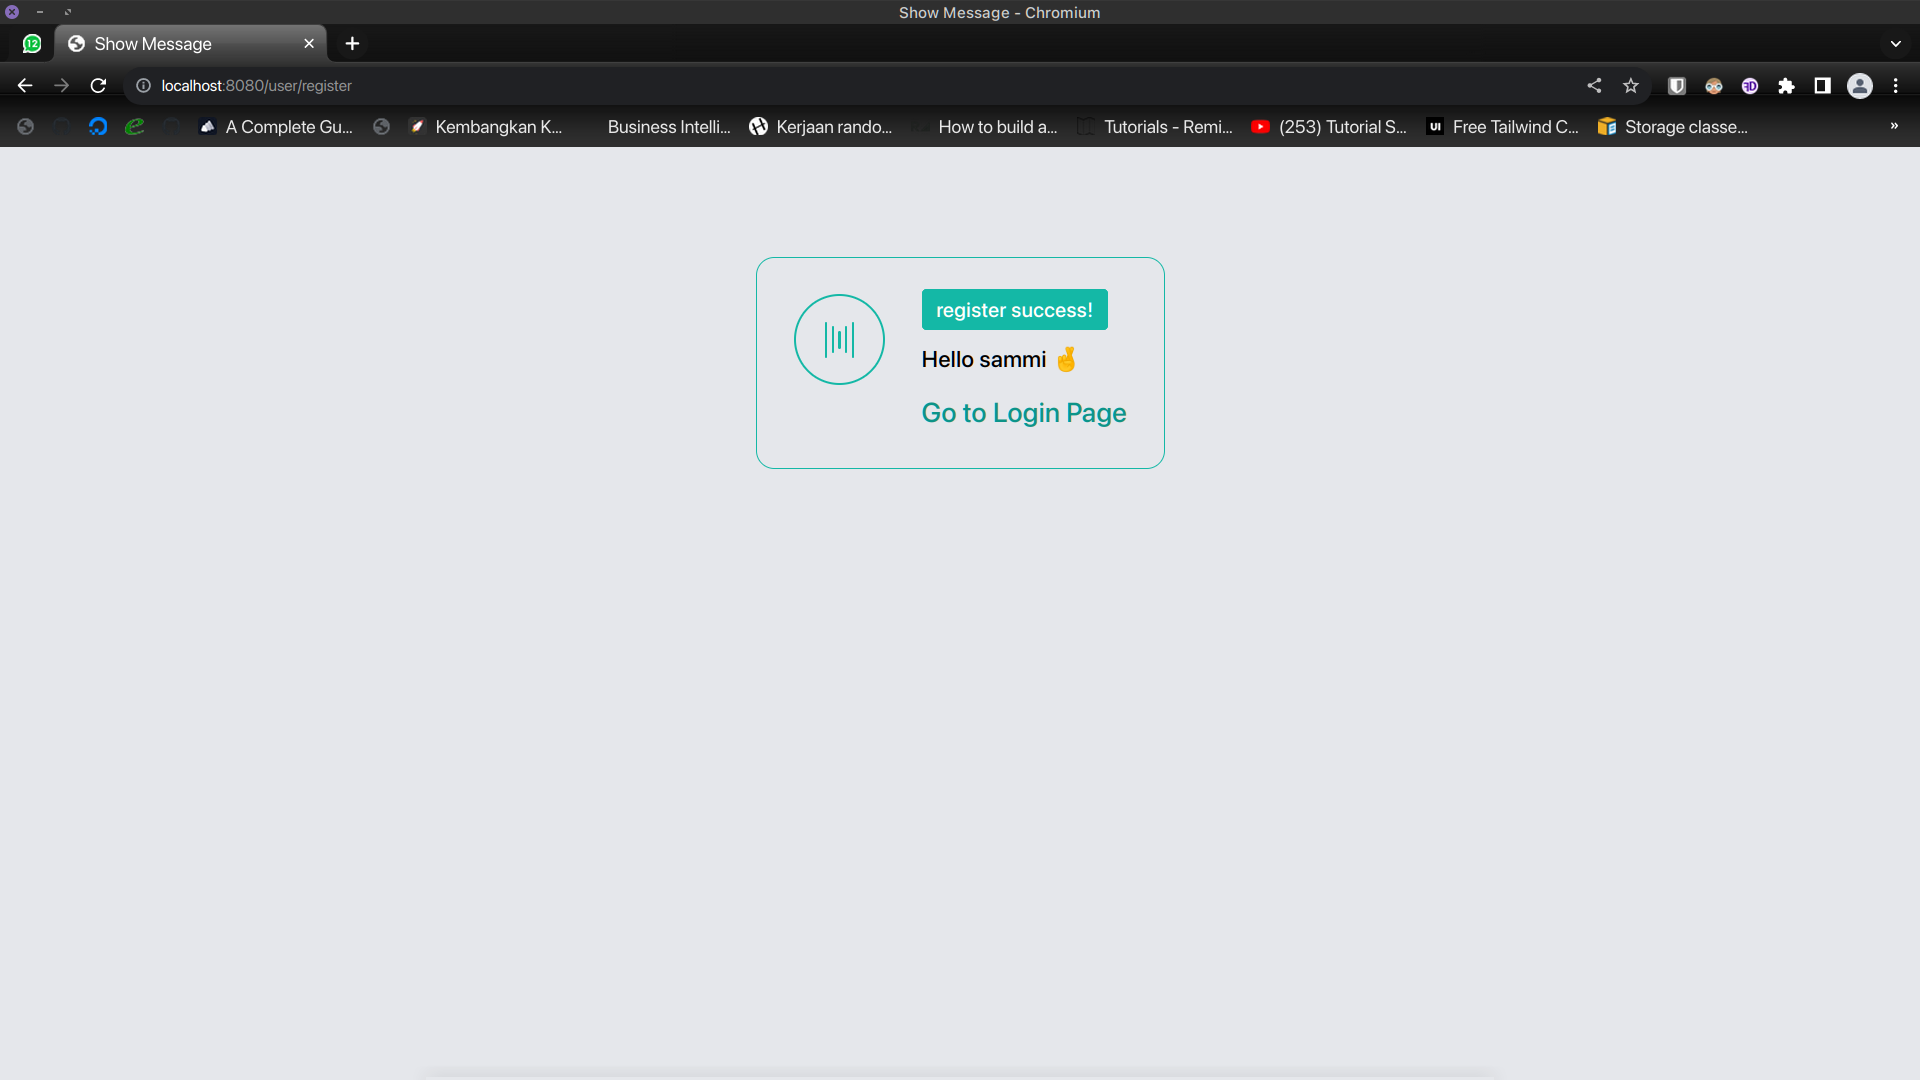 Show Message - Chromium
12
Show Message
localhost:8080/user/register
A Complete Gu...
Kembangkan K...
Business Intelli...
Kerjaan rando...
How to build a...
Tutorials - Remi...
(253) Tutorial S...
UI
Free Tailwind C...
Storage classe...
register success!
Hello sammi 🤞
Go to Login Page